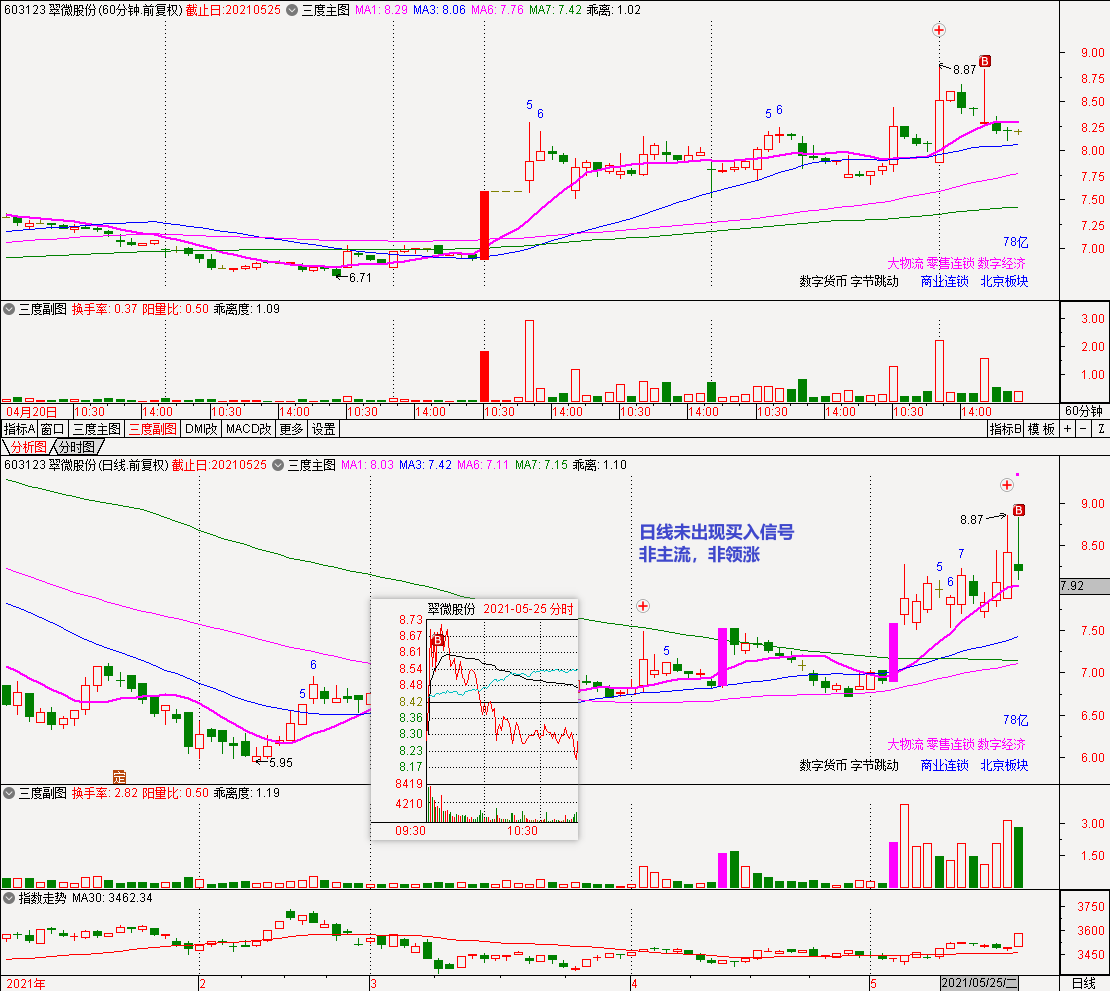 603123 翠微股份(60分钟.前复权) 截止日:20210525 三度主图 MA1: 8.29 MA3: 8.06 MA6: 7.76 MA7: 7.42 乖离: 1.02
9.00
8.87
B
8.75
8.50
5
6
5
6
8.25
8.00
7.75
7.50
7.25
7.00
78亿
大物流 零售连锁 数字经济
6.71
数字货币 字节跳动 商业连锁 北京板块
三度副图 换手率: 0.37 阳量比: 0.50 乖离度: 1.09
3.00
2.00
1.00
04月20日 10:30 14:00 10:30 14:00 10:30 14:00 10:30 14:00 10:30 14:00 10:30 14:00 10:30 14:00 60分钟
指标A 窗口 三度主图 三度副图 DMI改 MACD改 更多 设置 指标B 模板 + - Z
分析图 分时图
603123 翠微股份(日线.前复权) 截止日:20210525 三度主图 MA1: 8.03 MA3: 7.42 MA6: 7.11 MA7: 7.15 乖离: 1.10
9.00
8.87
B
日线未出现买入信号
非主流，非领涨
8.50
7
5
6
7.92
7.50
7.00
6.50
6.00
6
5
5
5.95
定
78亿
大物流 零售连锁 数字经济
数字货币 字节跳动 商业连锁 北京板块
翠微股份 2021-05-25 分时
8.73
8.67
B
8.61
8.54
8.48
8.42
8.36
8.30
8.23
8.17
8419
4210
09:30 10:30
三度副图 换手率: 2.82 阳量比: 0.50 乖离度: 1.19
3.00
1.50
指数走势 MA30: 3462.34
3750
3600
3450
2021年 2 3 4 5 2021/05/25/二 日线